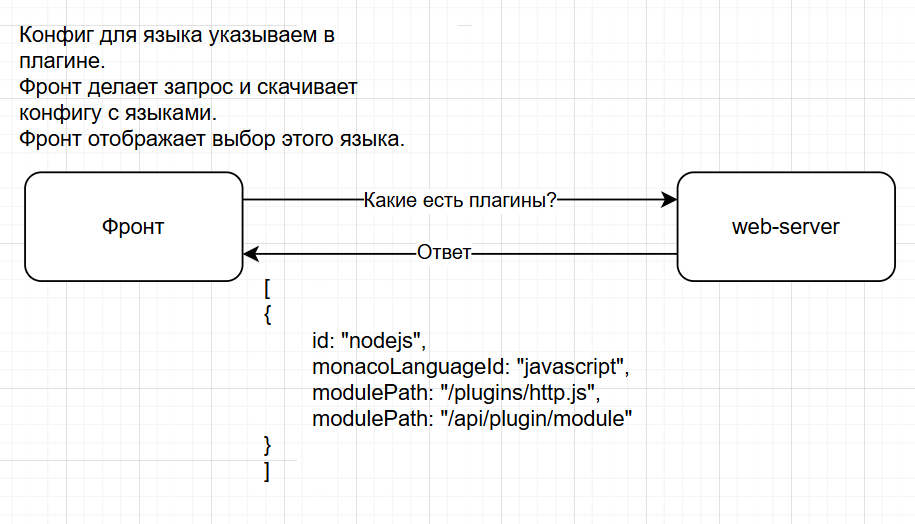 Конфиг для языка указываем в
плагине.
Фронт делает запрос и скачивает
конфигу с языками.
Фронт отображает выбор этого языка.
Фронт
Какие есть плагины?
web-server
Ответ
[
{
id: "nodejs",
monacoLanguageId: "javascript",
modulePath: "/plugins/http.js",
modulePath: "/api/plugin/module"
}
]